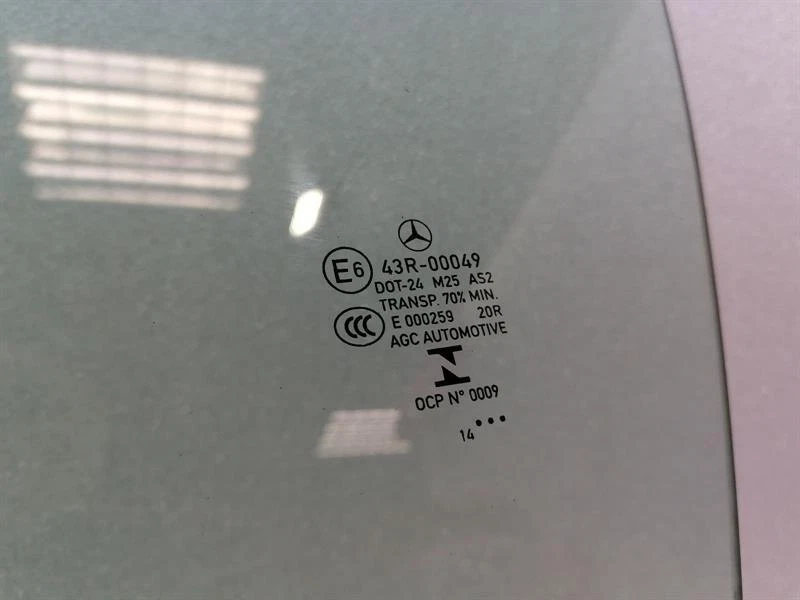 E6 43R-00049
DOT-24 M25 AS2
TRANSP. 70% MIN.
CCC E 000259 20R
AGC AUTOMOTIVE
OCP N° 0009
14•••